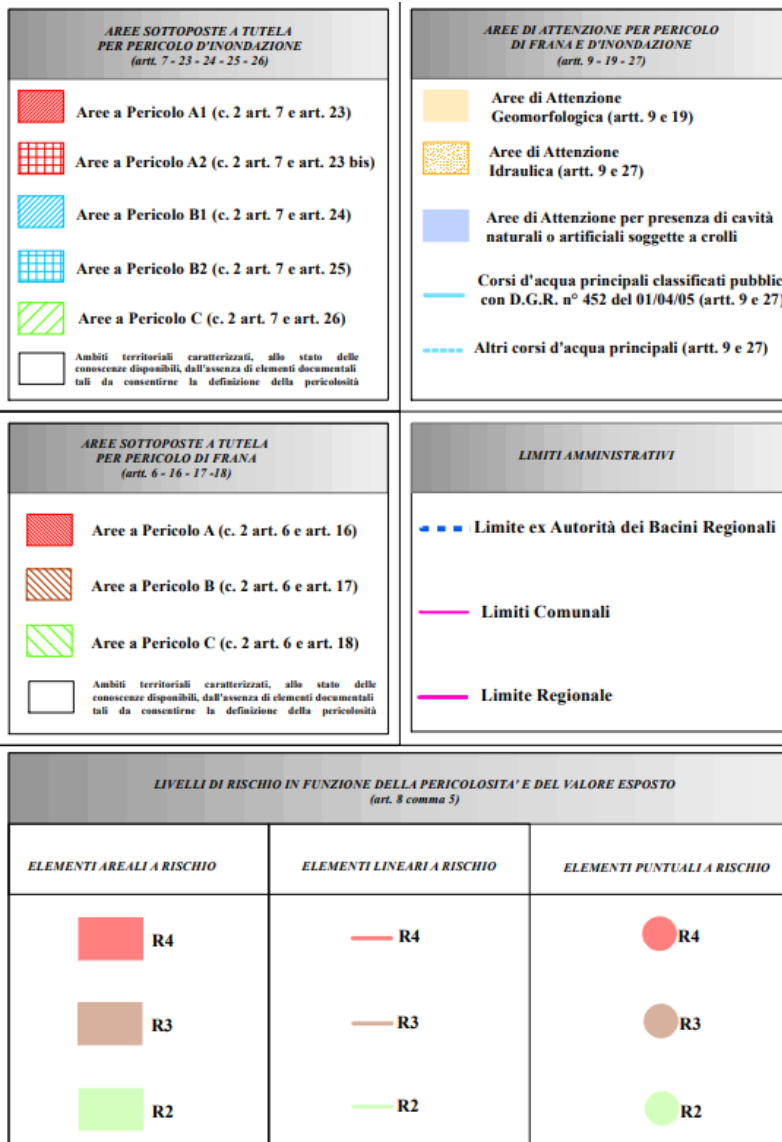 AREE SOTTOPOSTE A TUTELA
PER PERICOLO D'INONDAZIONE
(artt. 7 - 23 - 24 - 25 - 26)
Aree a Pericolo A1 (c. 2 art. 7 e art. 23)
Aree a Pericolo A2 (c. 2 art. 7 e art. 23 bis)
Aree a Pericolo B1 (c. 2 art. 7 e art. 24)
Aree a Pericolo B2 (c. 2 art. 7 e art. 25)
Aree a Pericolo C (c. 2 art. 7 e art. 26)
Ambiti territoriali caratterizzati, allo stato delle
conoscenze disponibili, dall'assenza di elementi documentali
tali da consentirne la definizione della pericolosità
AREE DI ATTENZIONE PER PERICOLO
DI FRANA E D'INONDAZIONE
(artt. 9 - 19 - 27)
Aree di Attenzione
Geomorfologica (artt. 9 e 19)
Aree di Attenzione
Idraulica (artt. 9 e 27)
Aree di Attenzione per presenza di cavità
naturali o artificiali soggette a crolli
Corsi d'acqua principali classificati pubblic
con D.G.R. n° 452 del 01/04/05 (artt. 9 e 27)
Altri corsi d'acqua principali (artt. 9 e 27)
AREE SOTTOPOSTE A TUTELA
PER PERICOLO DI FRANA
(artt. 6 - 16 - 17 -18)
Aree a Pericolo A (c. 2 art. 6 e art. 16)
Aree a Pericolo B (c. 2 art. 6 e art. 17)
Aree a Pericolo C (c. 2 art. 6 e art. 18)
Ambiti territoriali caratterizzati, allo stato delle
conoscenze disponibili, dall'assenza di elementi documentali
tali da consentirne la definizione della pericolosità
LIMITI AMMINISTRATIVI
Limite ex Autorità dei Bacini Regionali
Limiti Comunali
Limite Regionale
LIVELLI DI RISCHIO IN FUNZIONE DELLA PERICOLOSITA' E DEL VALORE ESPOSTO
(art. 8 comma 5)
ELEMENTI AREALI A RISCHIO
R4
R3
R2
ELEMENTI LINEARI A RISCHIO
R4
R3
R2
ELEMENTI PUNTUALI A RISCHIO
R4
R3
R2